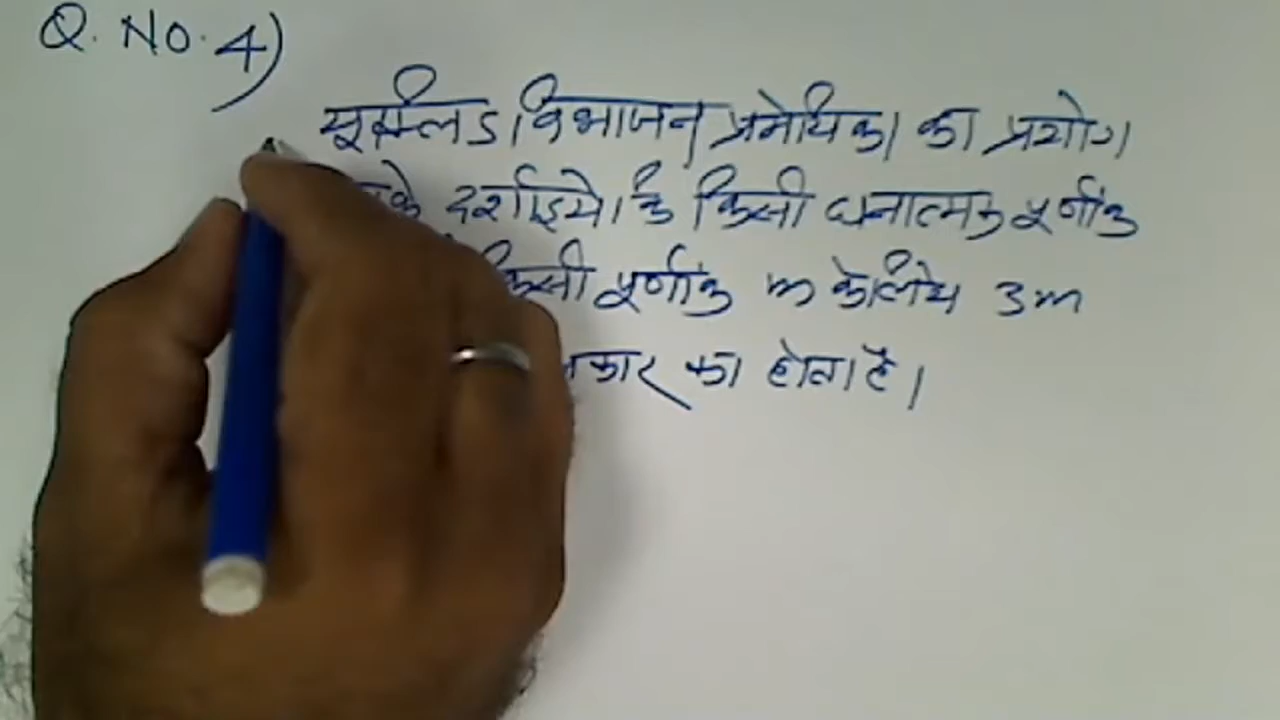 Q. No. 4)
यूक्लिड विभाजन प्रमेयिका का प्रयोग
के दर्शाइये कि किसी धनात्मक पूर्णांक
किसी पूर्णांक m के लिये 3m
कार का होता है।